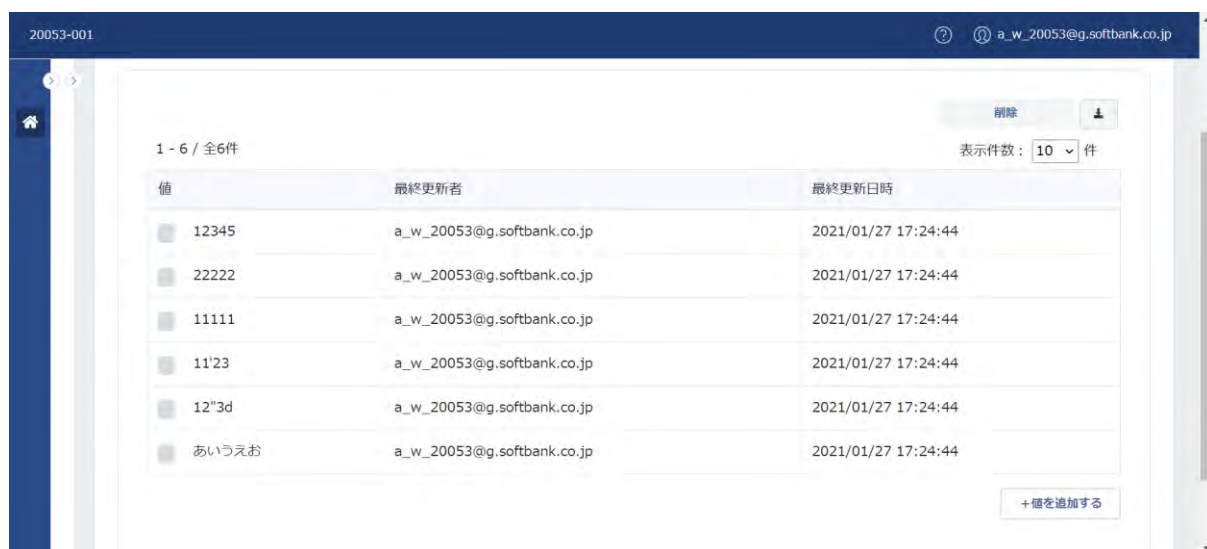 20053-001
a_w_20053@g.softbank.co.jp
削除
1 - 6 / 全6件
表示件数： 10 件
値 最終更新者 最終更新日時
12345 a_w_20053@g.softbank.co.jp 2021/01/27 17:24:44
22222 a_w_20053@g.softbank.co.jp 2021/01/27 17:24:44
11111 a_w_20053@g.softbank.co.jp 2021/01/27 17:24:44
11'23 a_w_20053@g.softbank.co.jp 2021/01/27 17:24:44
12"3d a_w_20053@g.softbank.co.jp 2021/01/27 17:24:44
あいうえお a_w_20053@g.softbank.co.jp 2021/01/27 17:24:44
+値を追加する